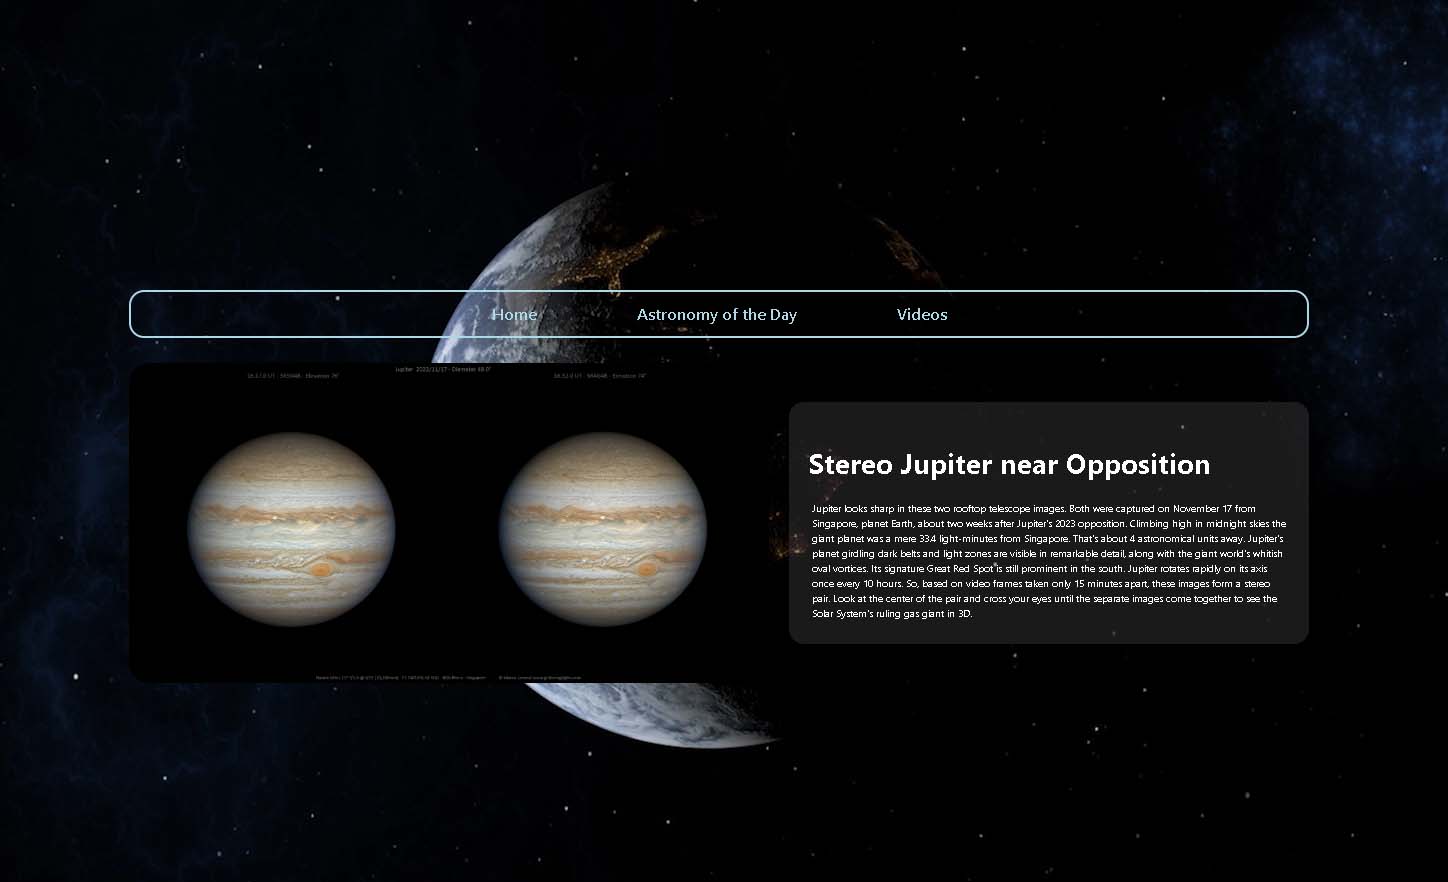 Home Astronomy of the Day Videos
Jupiter 2023/11/17 - Diameter
Stereo Jupiter near Opposition
Jupiter looks sharp in these two rooftop telescope images. Both were captured on November 17 from
Singapore, planet Earth, about two weeks after Jupiter's 2023 opposition. Climbing high in midnight skies the
giant planet was a mere 33.4 light-minutes from Singapore. That's about 4 astronomical units away. Jupiter's
planet girdling dark belts and light zones are visible in remarkable detail, along with the giant world's whitish
oval vortices. Its signature Great Red Spot is still prominent in the south. Jupiter rotates rapidly on its axis
once every 10 hours. So, based on video frames taken only 15 minutes apart, these images form a stereo
pair. Look at the center of the pair and cross your eyes until the separate images come together to see the
Solar System's ruling gas giant in 3D.